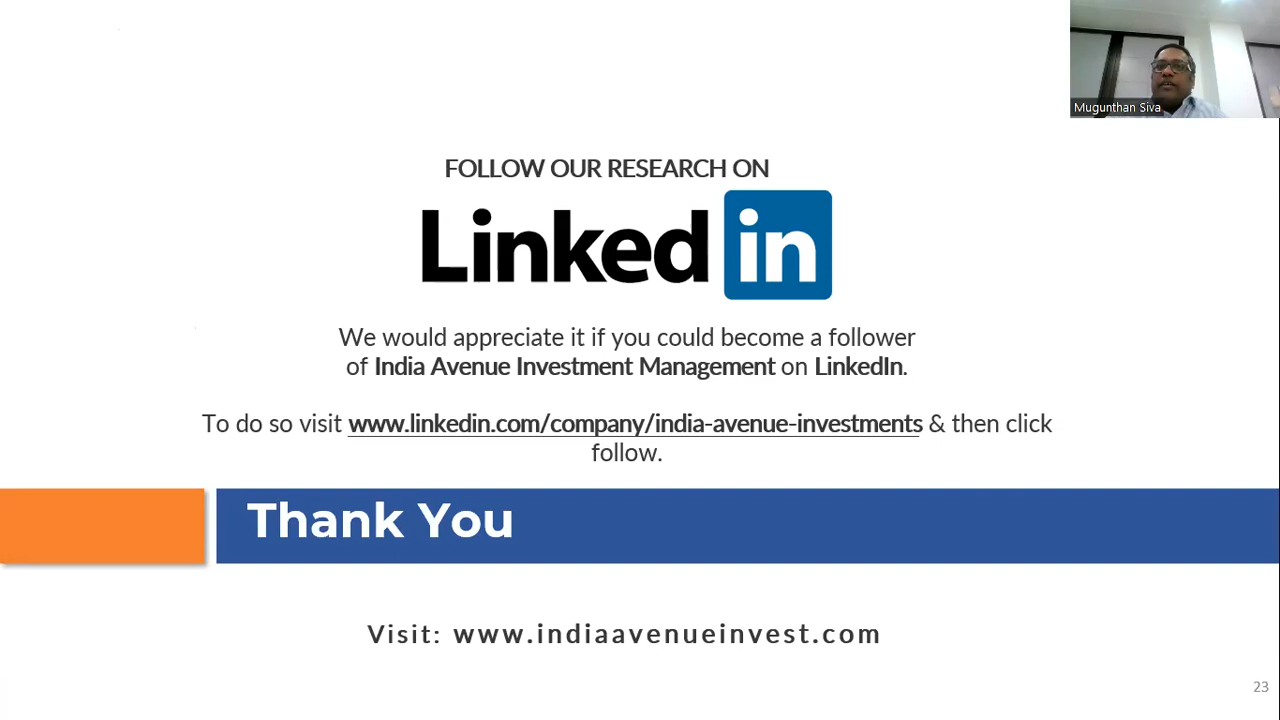 Mugunthan Siva
FOLLOW OUR RESEARCH ON
Linked in
We would appreciate it if you could become a follower
of India Avenue Investment Management on LinkedIn.
To do so visit www.linkedin.com/company/india-avenue-investments & then click
follow.
Thank You
Visit: www.indiaavenueinvest.com
23